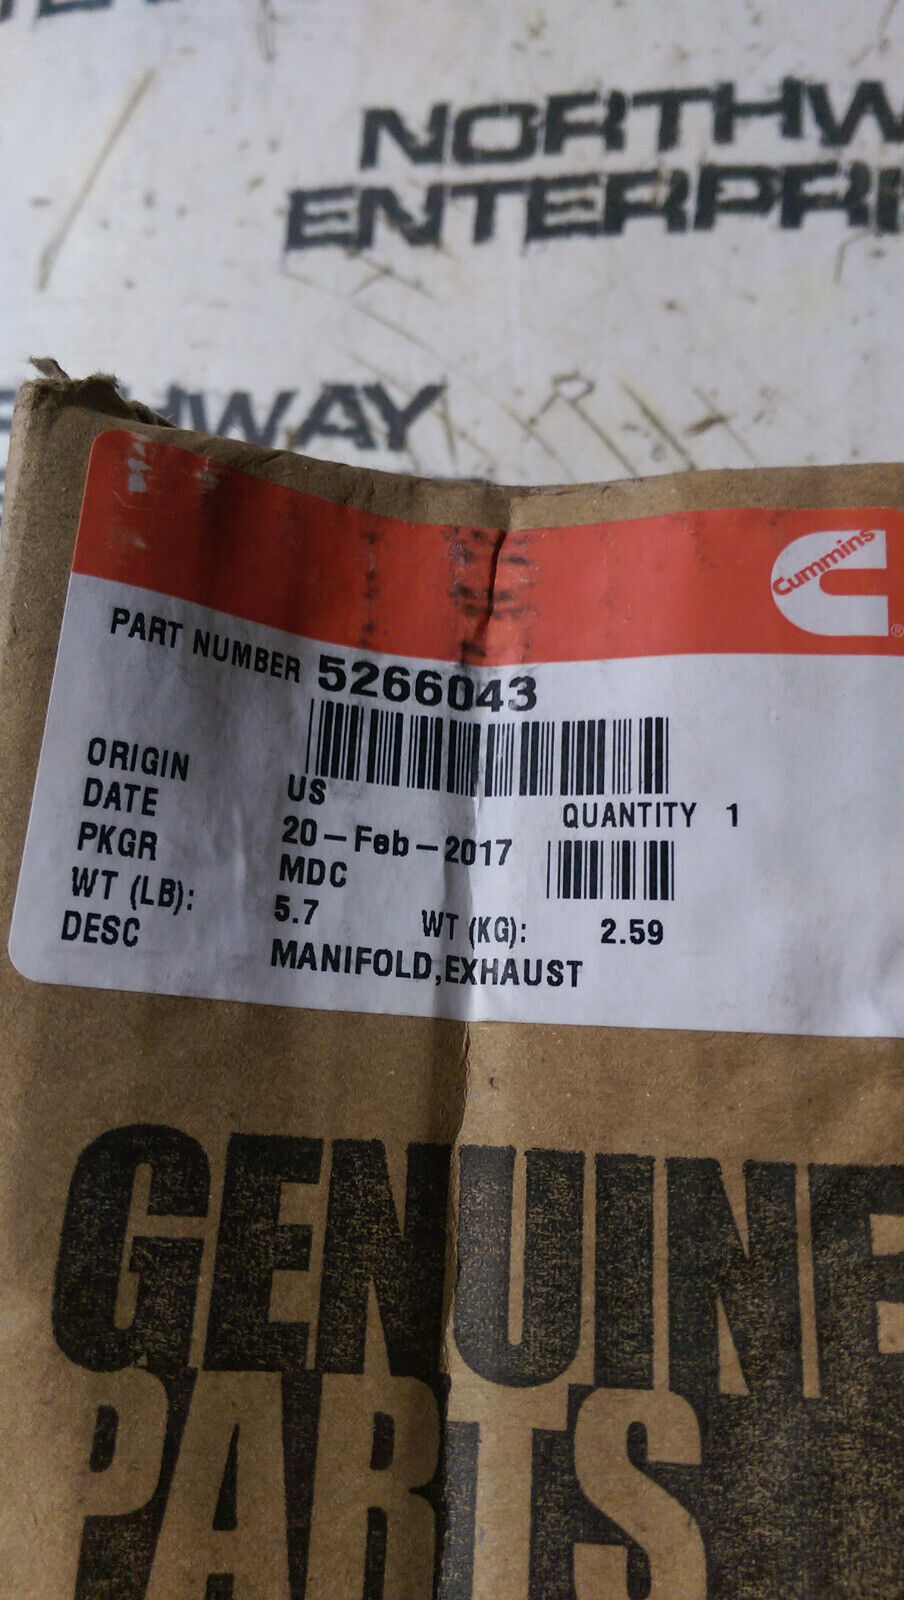 NORTHW
ENTERPRI
HWAY
Cummins
®
PART NUMBER 5266043
ORIGIN US
QUANTITY 1
DATE 20-Feb-2017
PKGR MDC
WT (LB): 5.7 WT (KG): 2.59
DESC MANIFOLD,EXHAUST
GENUINE
PARTS